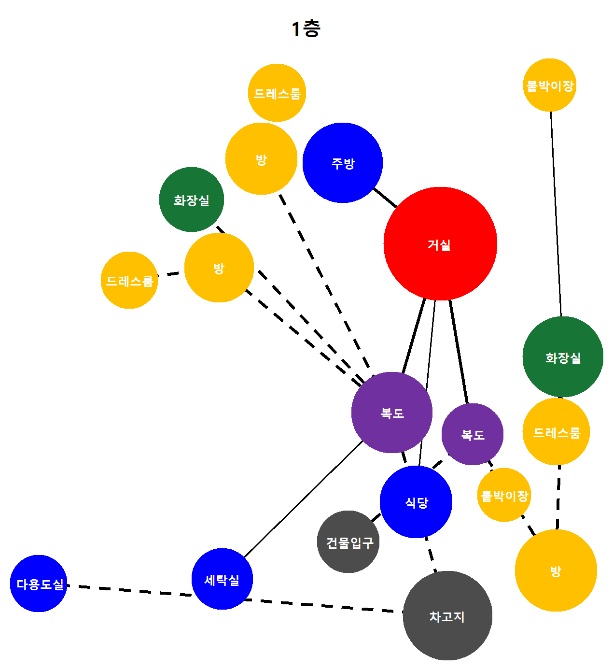 1층
드레스룸
붙박이장
방
주방
화장실
거실
방
드레스룸
화장실
복도
복도
드레스룸
붙박이장
식당
건물입구
방
다용도실
세탁실
차고지